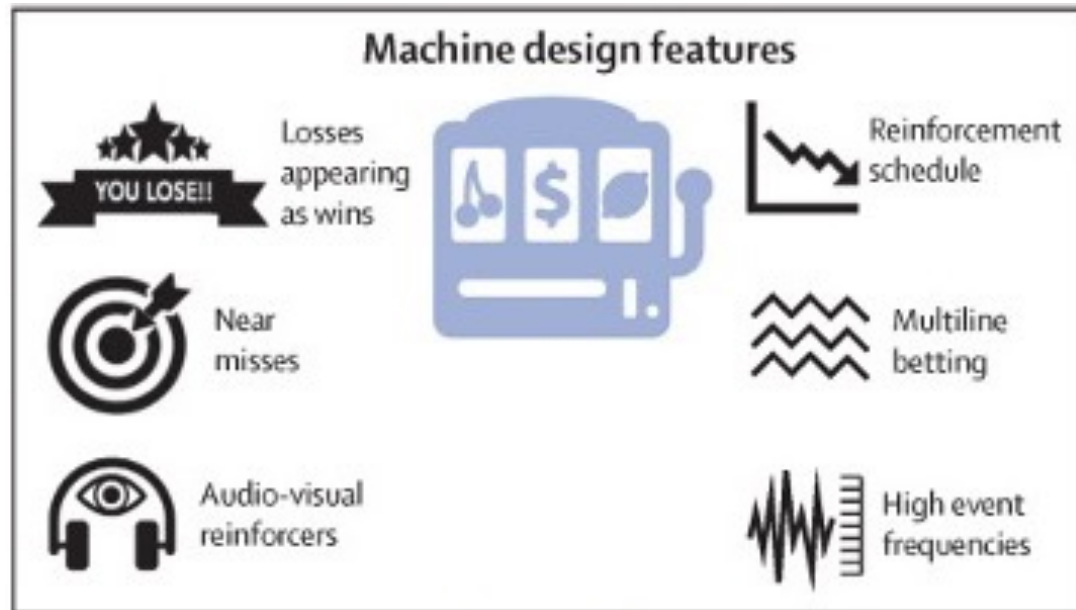 Machine design features
YOU LOSE!!
Losses
appearing
as wins
$
Reinforcement
schedule
Near
misses
Multiline
betting
Audio-visual
reinforcers
High event
frequencies